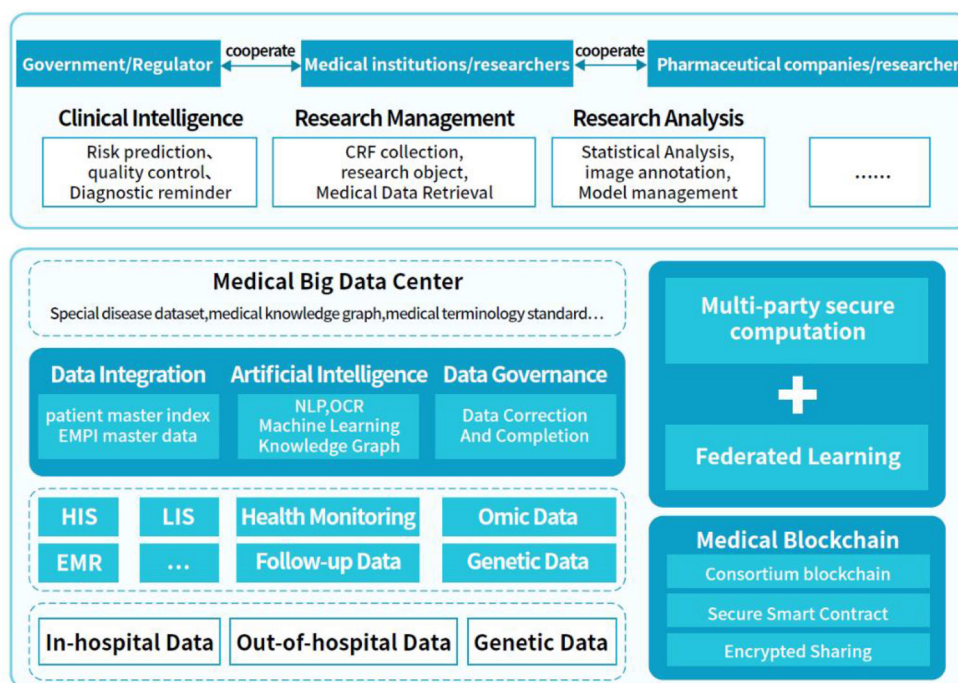 cooperate
cooperate
Government/Regulator
Medical institutions/researchers
Pharmaceutical companies/researcher
Clinical Intelligence
Risk prediction、
quality control、
Diagnostic reminder
Research Management
CRF collection,
research object,
Medical Data Retrieval
Research Analysis
Statistical Analysis,
image annotation,
Model management
……
Medical Big Data Center
Special disease dataset,medical knowledge graph,medical terminology standard…
Data Integration
patient master index
EMPI master data
Artificial Intelligence
NLP,OCR
Machine Learning
Knowledge Graph
Data Governance
Data Correction
And Completion
HIS
LIS
Health Monitoring
Omic Data
EMR
…
Follow-up Data
Genetic Data
In-hospital Data
Out-of-hospital Data
Genetic Data
Multi-party secure
computation
Federated Learning
Medical Blockchain
Consortium blockchain
Secure Smart Contract
Encrypted Sharing